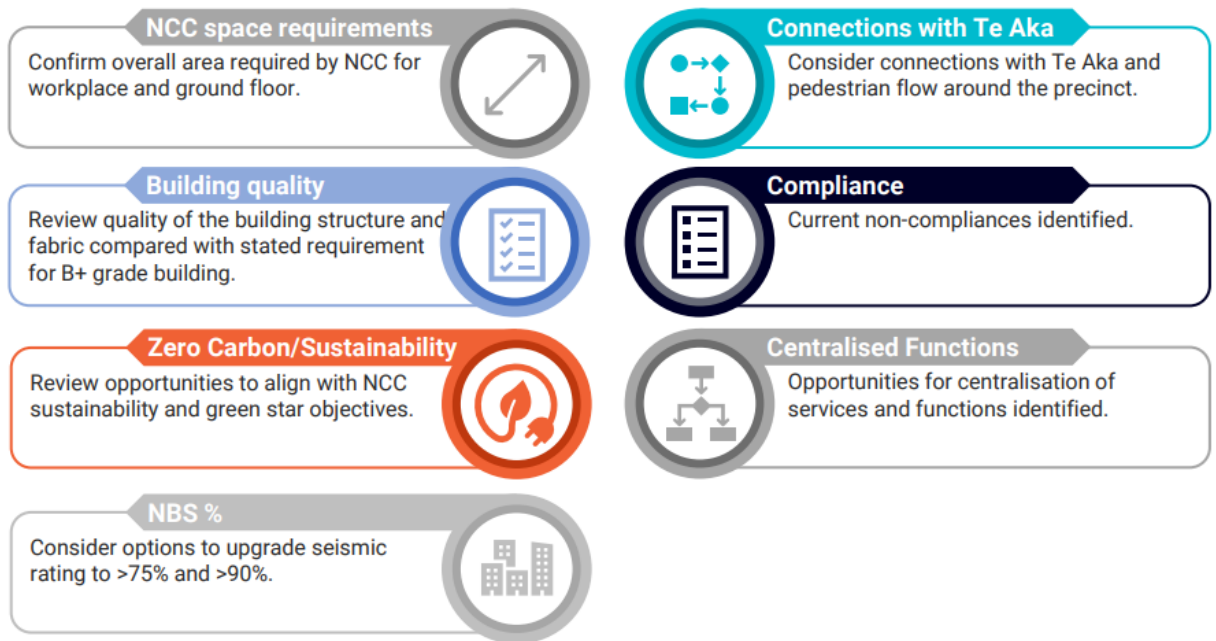 NCC space requirements
Confirm overall area required by NCC for
workplace and ground floor.
Building quality
Review quality of the building structure and
fabric compared with stated requirement
for B+ grade building.
Zero Carbon/Sustainability
Review opportunities to align with NCC
sustainability and green star objectives.
NBS %
Consider options to upgrade seismic
rating to >75% and >90%.
Connections with Te Aka
Consider connections with Te Aka and
pedestrian flow around the precinct.
Compliance
Current non-compliances identified.
Centralised Functions
Opportunities for centralisation of
services and functions identified.